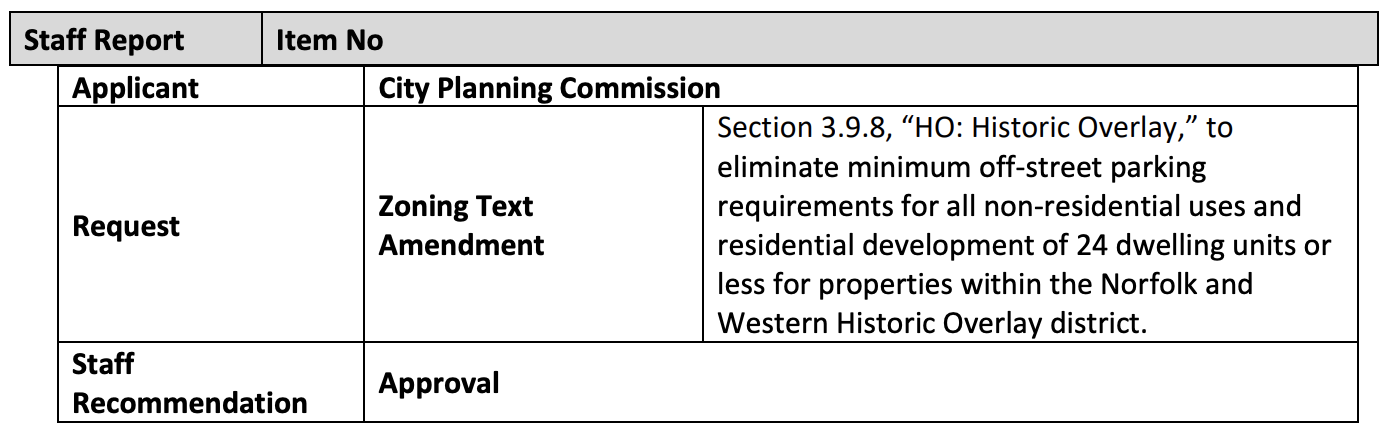 Staff Report Item No
Applicant City Planning Commission
Request
Zoning Text
Amendment
Section 3.9.8, “HO: Historic Overlay,” to
eliminate minimum off-street parking
requirements for all non-residential uses and
residential development of 24 dwelling units or
less for properties within the Norfolk and
Western Historic Overlay district.
Staff
Recommendation
Approval